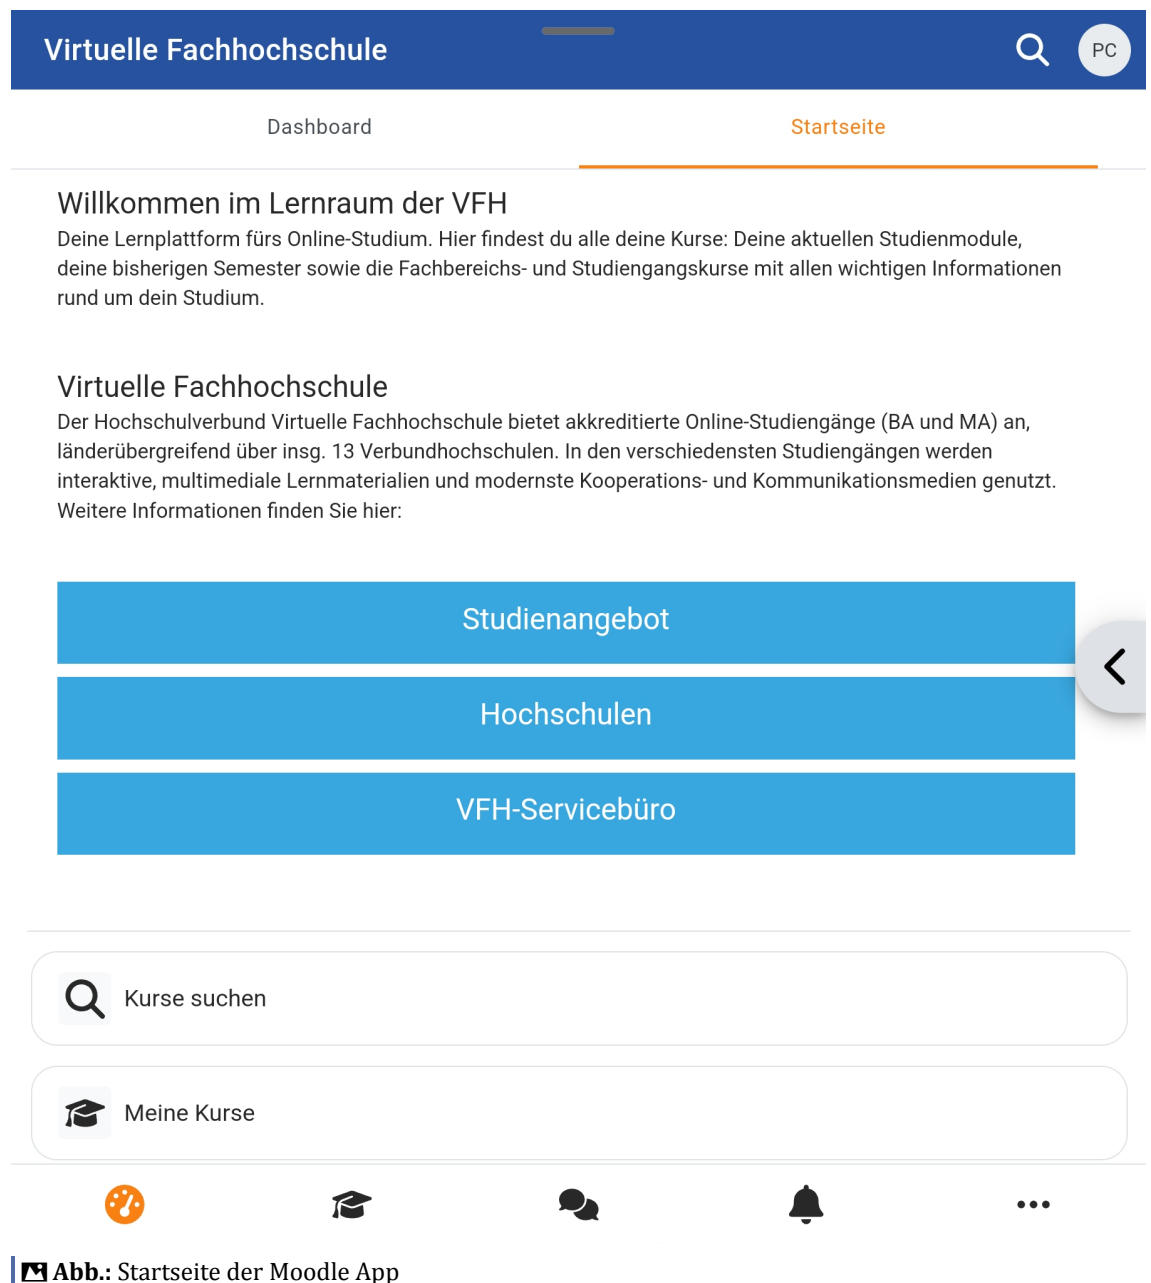 Virtuelle Fachhochschule
PC
Dashboard
Startseite
Willkommen im Lernraum der VFH
Deine Lernplattform fürs Online-Studium. Hier findest du alle deine Kurse: Deine aktuellen Studienmodule,
deine bisherigen Semester sowie die Fachbereichs- und Studiengangskurse mit allen wichtigen Informationen
rund um dein Studium.
Virtuelle Fachhochschule
Der Hochschulverbund Virtuelle Fachhochschule bietet akkreditierte Online-Studiengänge (BA und MA) an,
länderübergreifend über insg. 13 Verbundhochschulen. In den verschiedensten Studiengängen werden
interaktive, multimediale Lernmaterialien und modernste Kooperations- und Kommunikationsmedien genutzt.
Weitere Informationen finden Sie hier:
Studienangebot
Hochschulen
VFH-Servicebüro
Kurse suchen
Meine Kurse
Abb.: Startseite der Moodle App